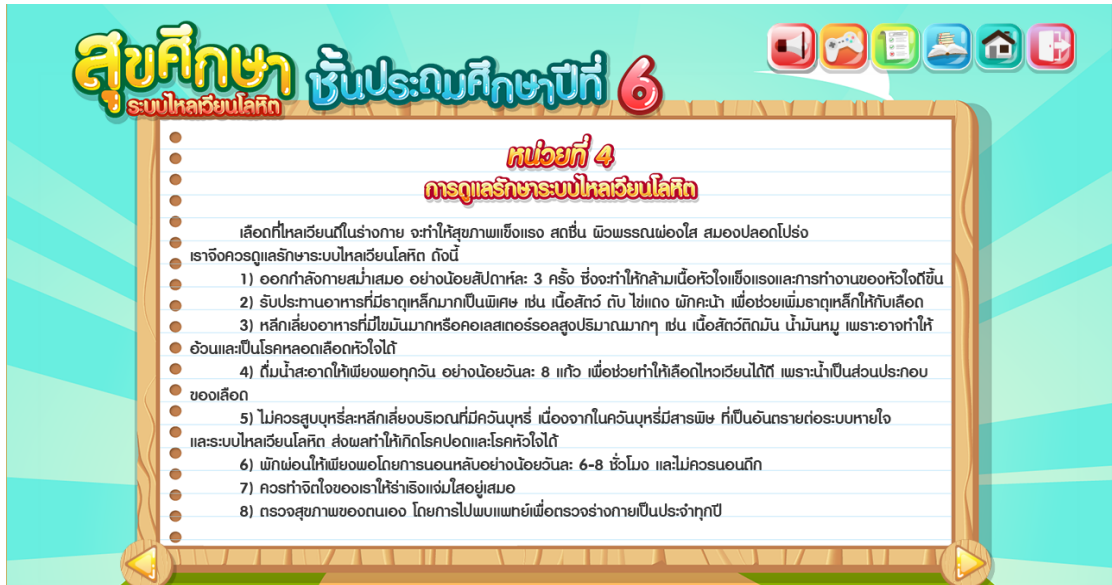 สุขศึกษา
ระบบไหลเวียนโลหิต
ชั้นประถมศึกษาปีที่ 6
หน่วยที่ 4
การดูแลรักษาระบบไหลเวียนโลหิต
เลือดที่ไหลเวียนดีในร่างกาย จะทำให้สุขภาพแข็งแรง สดชื่น ผิวพรรณผ่องใส สมองปลอดโปร่ง
เราจึงควรดูแลรักษาระบบไหลเวียนโลหิต ดังนี้
1) ออกกำลังกายสม่ำเสมอ อย่างน้อยสัปดาห์ละ 3 ครั้ง ซึ่งจะทำให้กล้ามเนื้อหัวใจแข็งแรงและการทำงานของหัวใจดีขึ้น
2) รับประทานอาหารที่มีธาตุเหล็กมากเป็นพิเศษ เช่น เนื้อสัตว์ ตับ ไข่แดง ผักคะน้า เพื่อช่วยเพิ่มธาตุเหล็กให้กับเลือด
3) หลีกเลี่ยงอาหารที่มีไขมันมากหรือคอเลสเตอร์รอลสูงปริมาณมากๆ เช่น เนื้อสัตว์ติดมัน น้ำมันหมู เพราะอาจทำให้
อ้วนและเป็นโรคหลอดเลือดหัวใจได้
4) ดื่มน้ำสะอาดให้เพียงพอทุกวัน อย่างน้อยวันละ 8 แก้ว เพื่อช่วยทำให้เลือดไหวเวียนได้ดี เพราะน้ำเป็นส่วนประกอบ
ของเลือด
5) ไม่ควรสูบบุหรี่ละหลีกเลี่ยงบริเวณที่มีควันบุหรี่ เนื่องจากในควันบุหรี่มีสารพิษ ที่เป็นอันตรายต่อระบบหายใจ
และระบบไหลเวียนโลหิต ส่งผลทำให้เกิดโรคปอดและโรคหัวใจได้
6) พักผ่อนให้เพียงพอโดยการนอนหลับอย่างน้อยวันละ 6-8 ชั่วโมง และไม่ควรนอนดึก
7) ควรทำจิตใจของเราให้ร่าเริงแจ่มใสอยู่เสมอ
8) ตรวจสุขภาพของตนเอง โดยการไปพบแพทย์เพื่อตรวจร่างกายเป็นประจำทุกปี